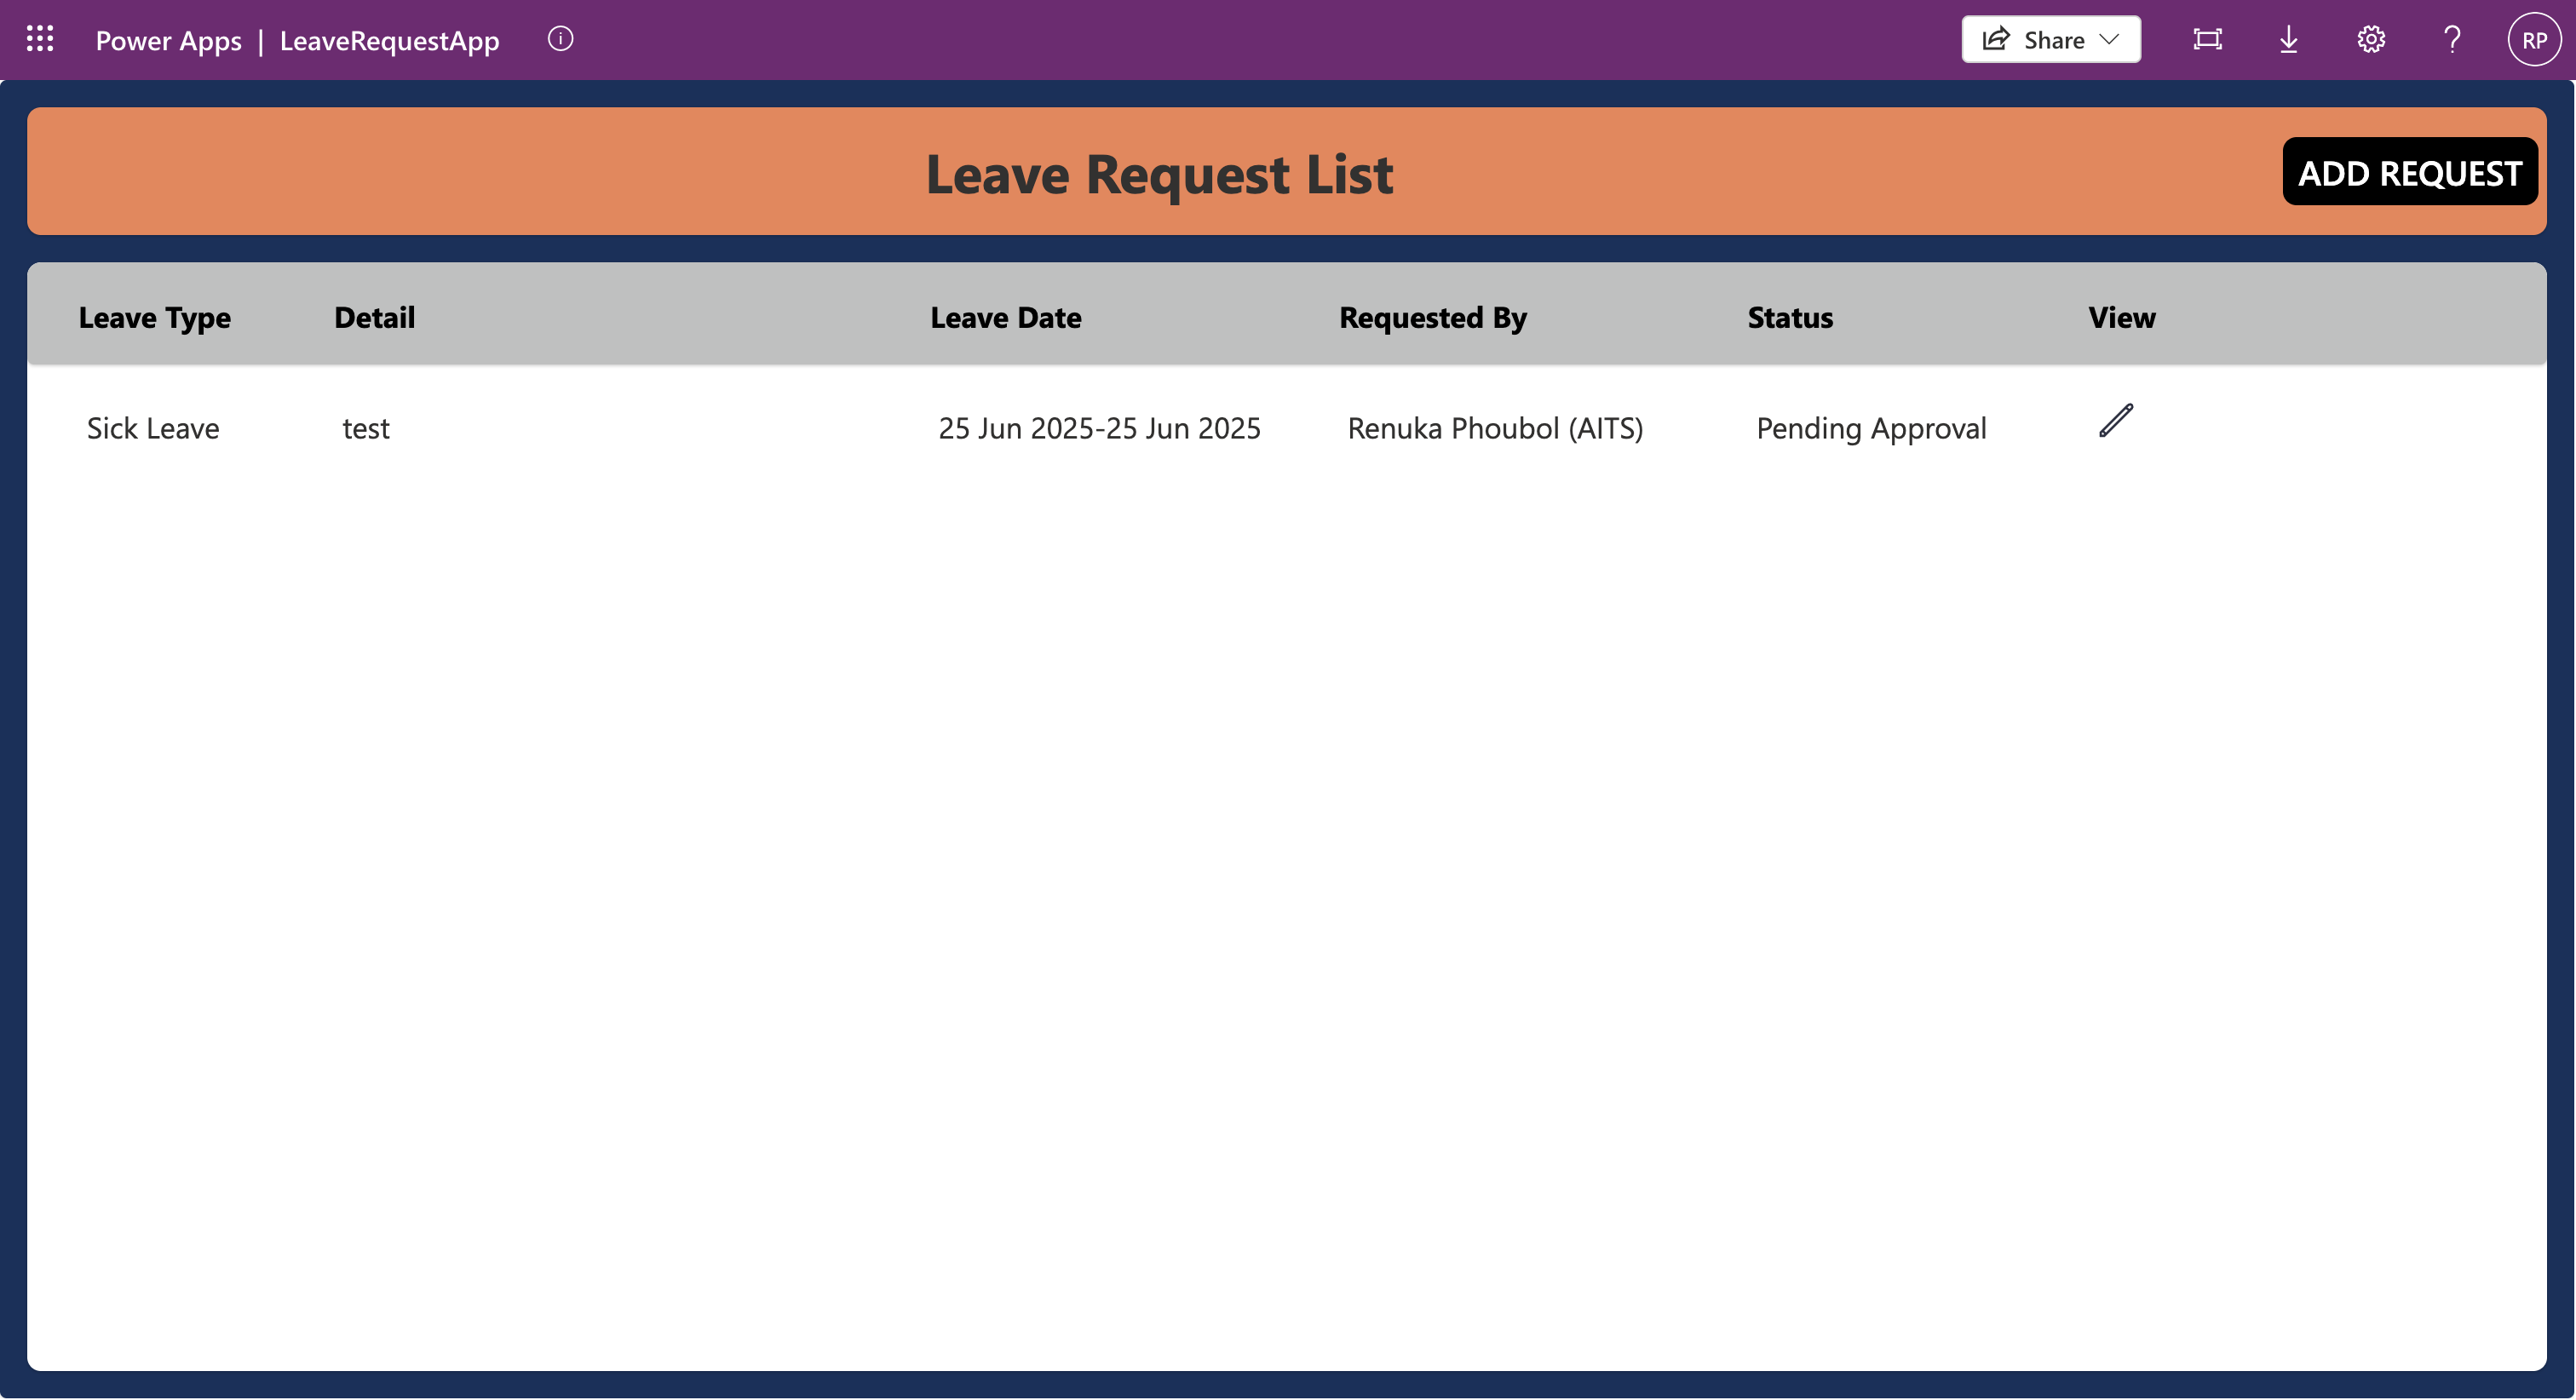 Power Apps | LeaveRequestApp
Share
RP
Leave Request List
ADD REQUEST
Leave Type Detail Leave Date Requested By Status View
Sick Leave test 25 Jun 2025-25 Jun 2025 Renuka Phoubol (AITS) Pending Approval